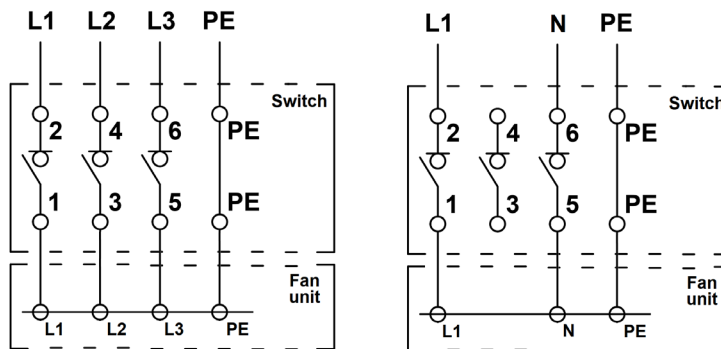 L1 L2 L3 PE
Switch
2 4 6 PE
1 3 5 PE
Fan
unit
L1 L2 L3 PE
L1 N PE
Switch
2 4 6 PE
1 3 5 PE
Fan
unit
L1 N PE